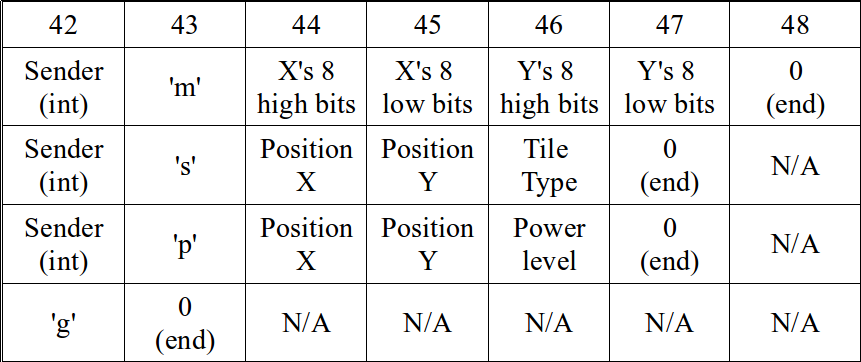 42 43 44 45 46 47 48
Sender (int) 'm' X's 8 high bits X's 8 low bits Y's 8 high bits Y's 8 low bits 0 (end)
Sender (int) 's' Position X Position Y Tile Type 0 (end) N/A
Sender (int) 'p' Position X Position Y Power level 0 (end) N/A
'g' 0 (end) N/A N/A N/A N/A N/A